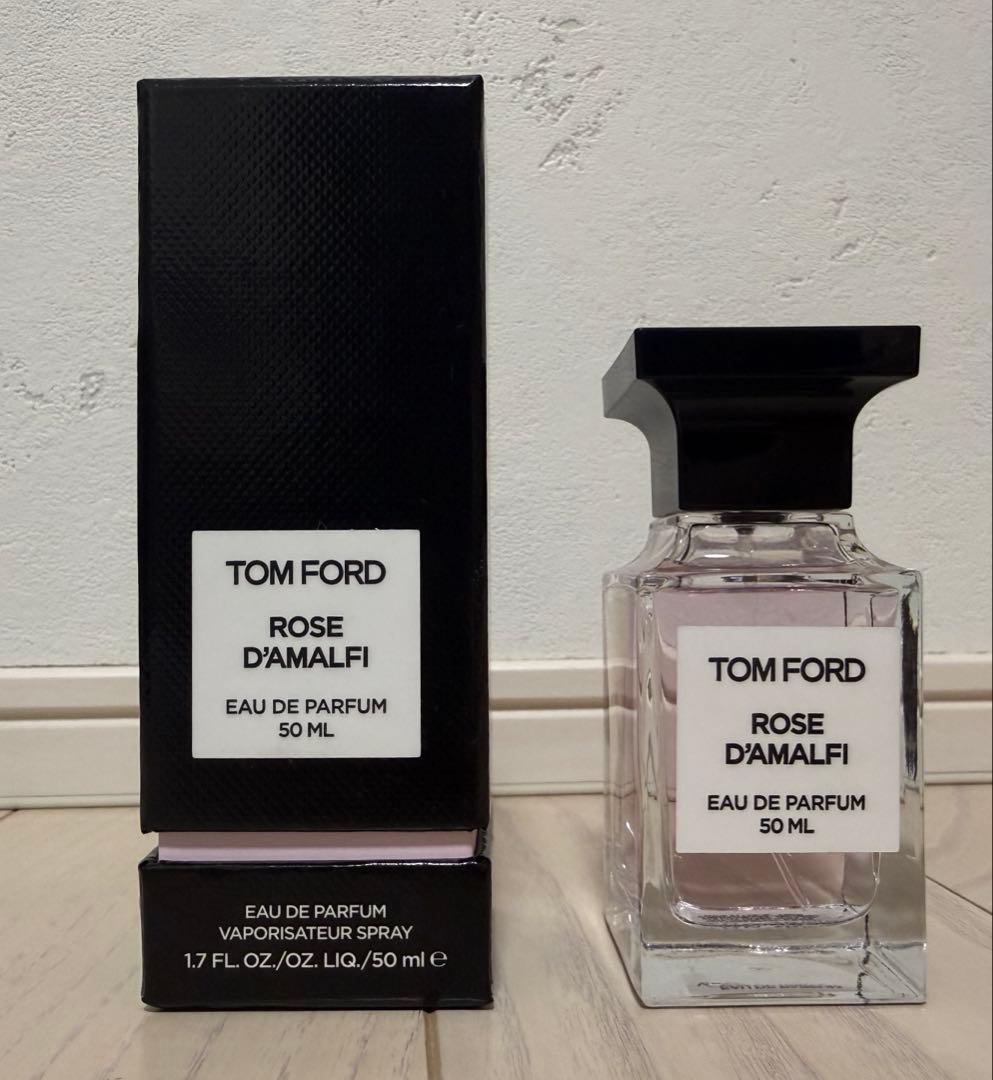 TOM FORD
ROSE
D'AMALFI
EAU DE PARFUM
50 ML
EAU DE PARFUM
VAPORISATEUR SPRAY
1.7 FL. OZ./OZ. LIQ./50 ml ℮
TOM FORD
ROSE
D'AMALFI
EAU DE PARFUM
50 ML